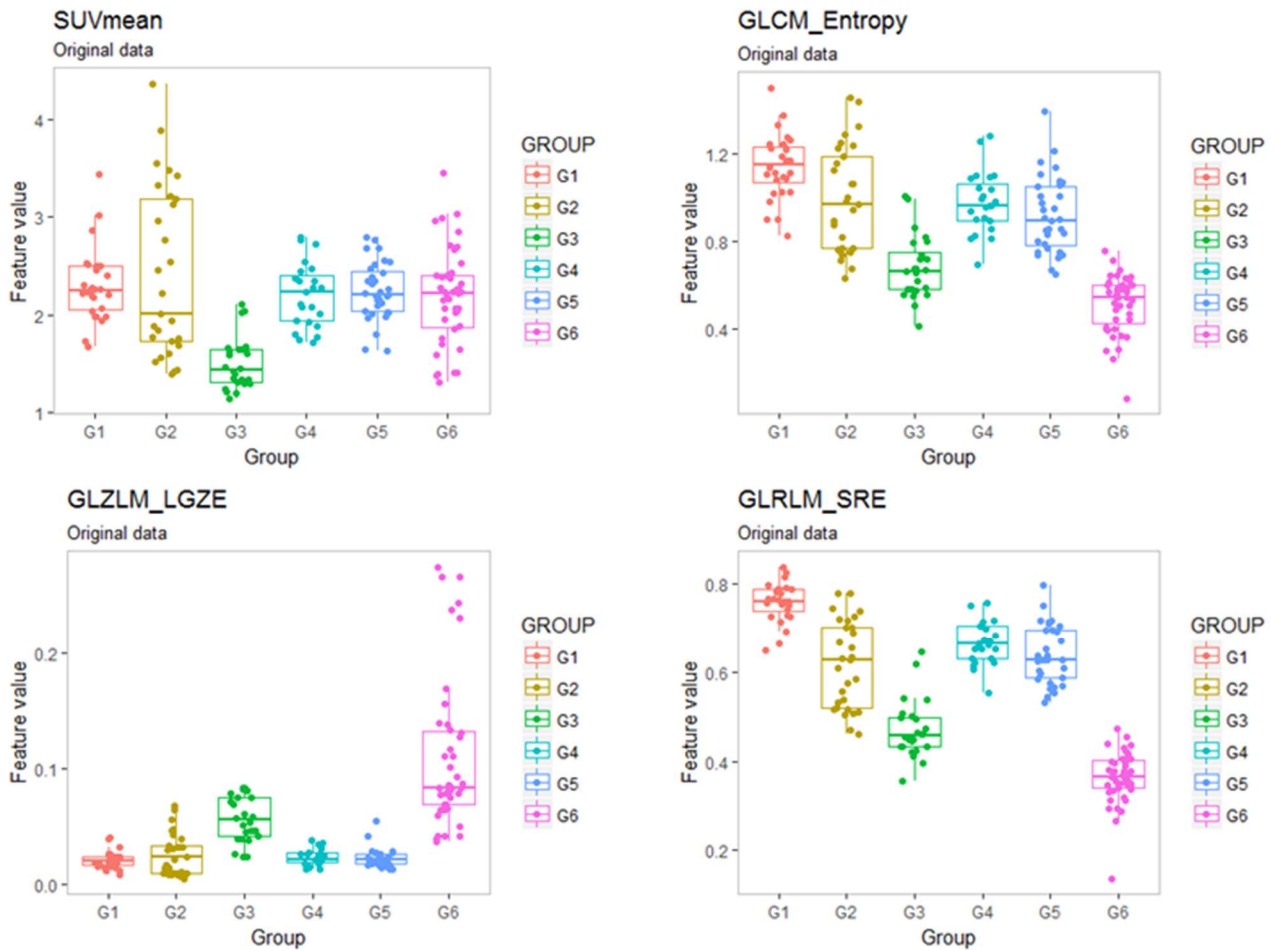 SUVmean
Original data
4
3
2
1
Feature value
G1 G2 G3 G4 G5 G6
Group
GROUP
G1
G2
G3
G4
G5
G6
GLCM_Entropy
Original data
1.2
0.8
0.4
Feature value
G1 G2 G3 G4 G5 G6
Group
GROUP
G1
G2
G3
G4
G5
G6
GLZLM_LGZE
Original data
0.2
0.1
0.0
Feature value
G1 G2 G3 G4 G5 G6
Group
GROUP
G1
G2
G3
G4
G5
G6
GLRLM_SRE
Original data
0.8
0.6
0.4
0.2
Feature value
G1 G2 G3 G4 G5 G6
Group
GROUP
G1
G2
G3
G4
G5
G6